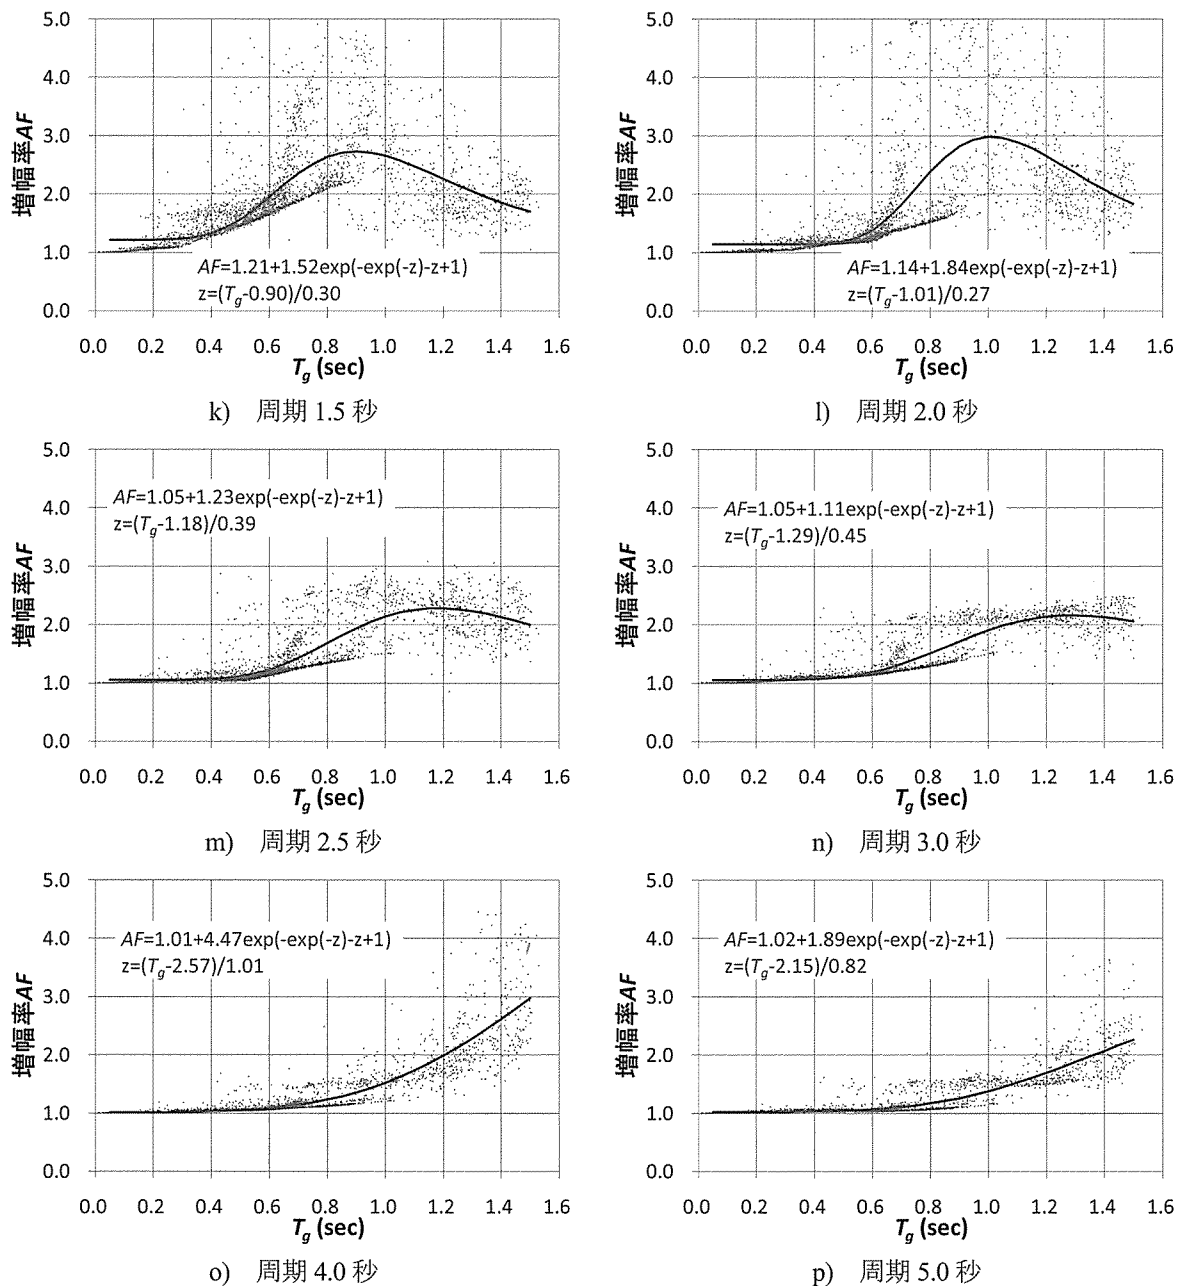 5.0
4.0
3.0
2.0
1.0
0.0
増幅率AF
AF=1.21+1.52exp(-exp(-z)-z+1)
z=(Tg-0.90)/0.30
0.0 0.2 0.4 0.6 0.8 1.0 1.2 1.4 1.6
Tg (sec)
k) 周期 1.5 秒
5.0
4.0
3.0
2.0
1.0
0.0
増幅率AF
AF=1.14+1.84exp(-exp(-z)-z+1)
z=(Tg-1.01)/0.27
0.0 0.2 0.4 0.6 0.8 1.0 1.2 1.4 1.6
Tg (sec)
l) 周期 2.0 秒
5.0
4.0
3.0
2.0
1.0
0.0
増幅率AF
AF=1.05+1.23exp(-exp(-z)-z+1)
z=(Tg-1.18)/0.39
0.0 0.2 0.4 0.6 0.8 1.0 1.2 1.4 1.6
Tg (sec)
m) 周期 2.5 秒
5.0
4.0
3.0
2.0
1.0
0.0
増幅率AF
AF=1.05+1.11exp(-exp(-z)-z+1)
z=(Tg-1.29)/0.45
0.0 0.2 0.4 0.6 0.8 1.0 1.2 1.4 1.6
Tg (sec)
n) 周期 3.0 秒
5.0
4.0
3.0
2.0
1.0
0.0
増幅率AF
AF=1.01+4.47exp(-exp(-z)-z+1)
z=(Tg-2.57)/1.01
0.0 0.2 0.4 0.6 0.8 1.0 1.2 1.4 1.6
Tg (sec)
o) 周期 4.0 秒
5.0
4.0
3.0
2.0
1.0
0.0
増幅率AF
AF=1.02+1.89exp(-exp(-z)-z+1)
z=(Tg-2.15)/0.82
0.0 0.2 0.4 0.6 0.8 1.0 1.2 1.4 1.6
Tg (sec)
p) 周期 5.0 秒